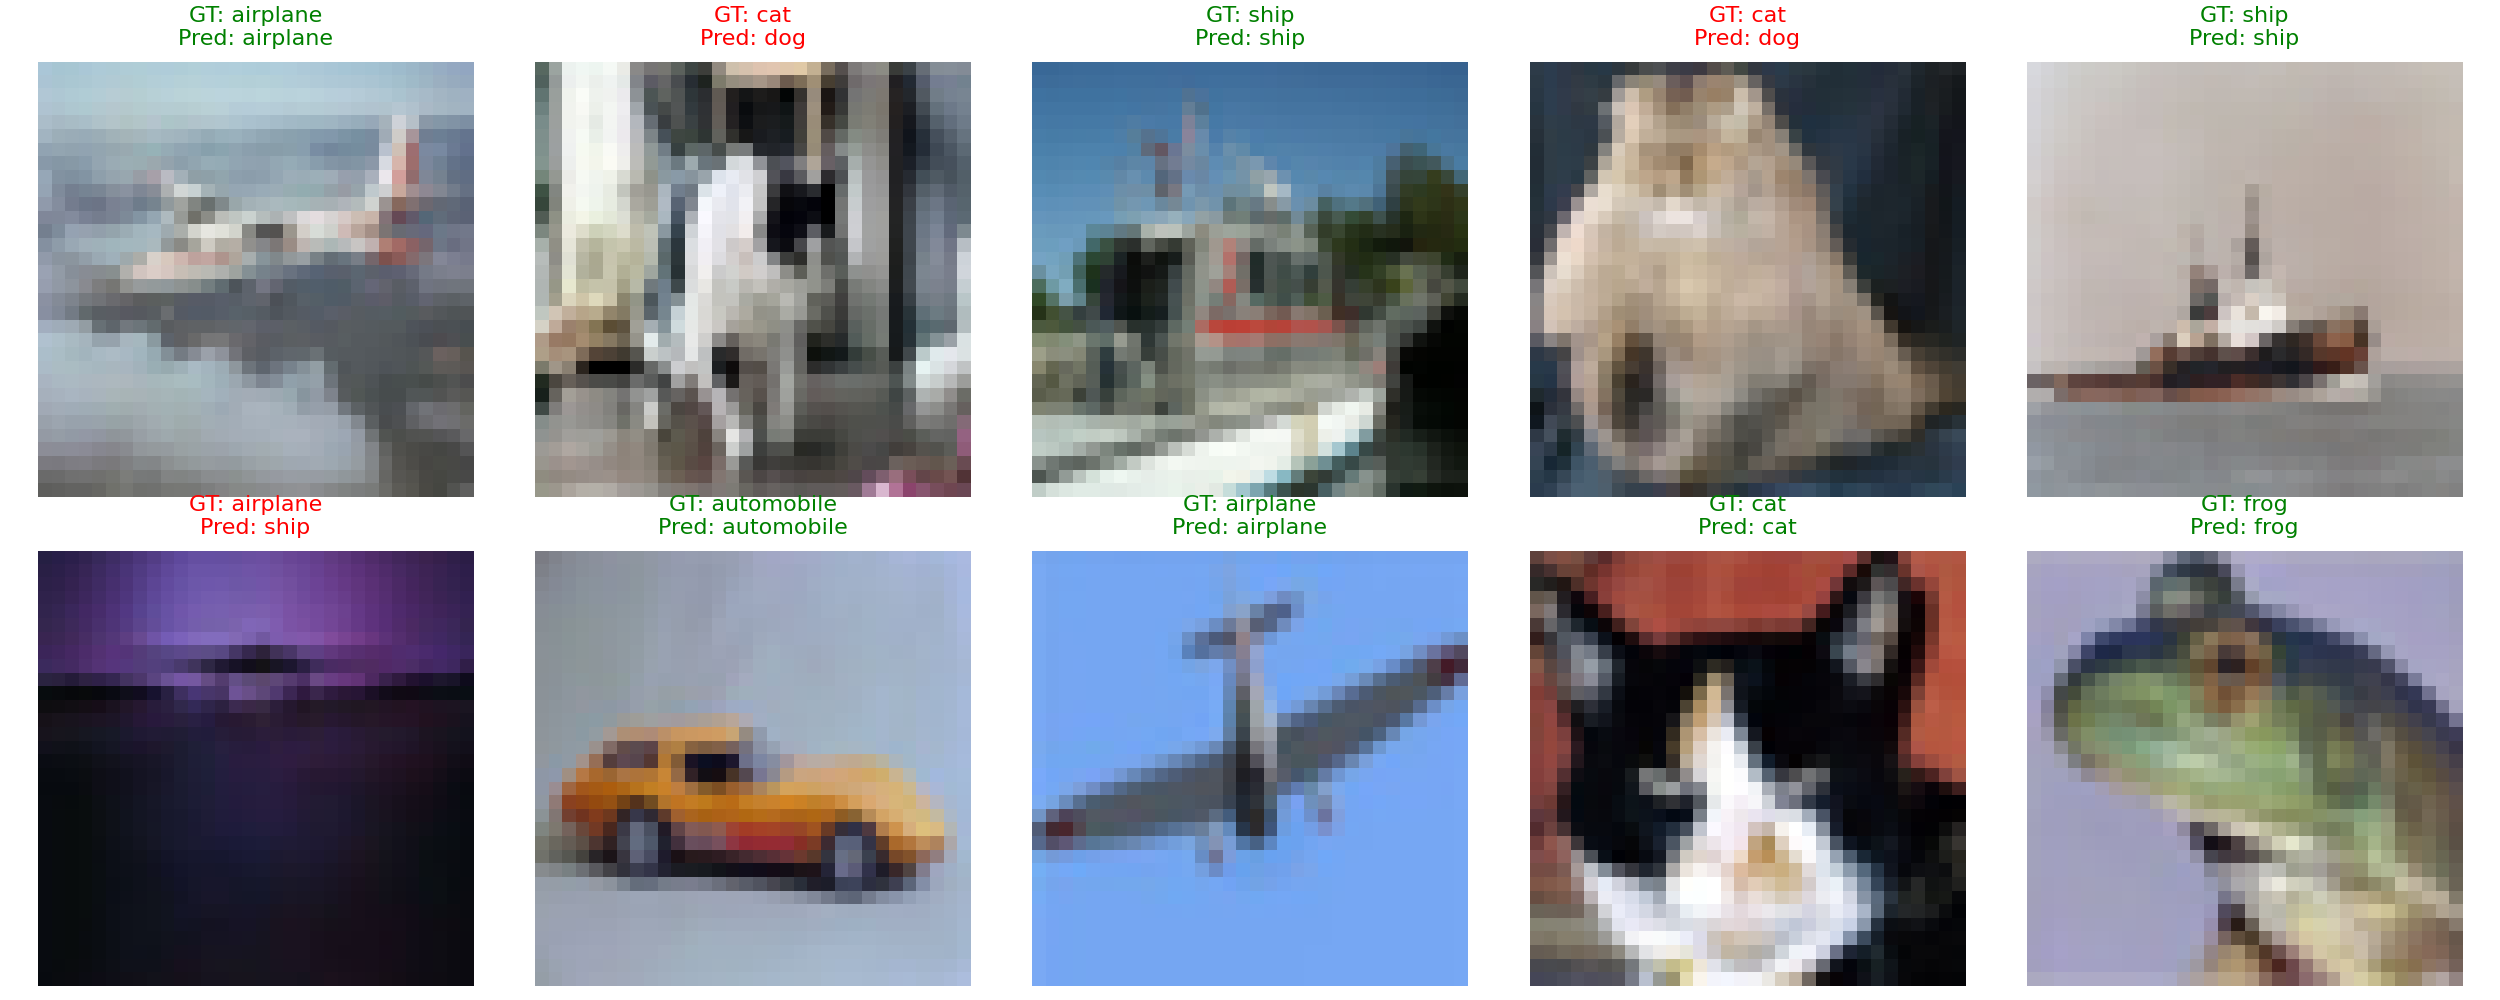 GT: airplane
Pred: airplane
GT: cat
Pred: dog
GT: ship
Pred: ship
GT: cat
Pred: dog
GT: ship
Pred: ship
GT: airplane
Pred: ship
GT: automobile
Pred: automobile
GT: airplane
Pred: airplane
GT: cat
Pred: cat
GT: frog
Pred: frog